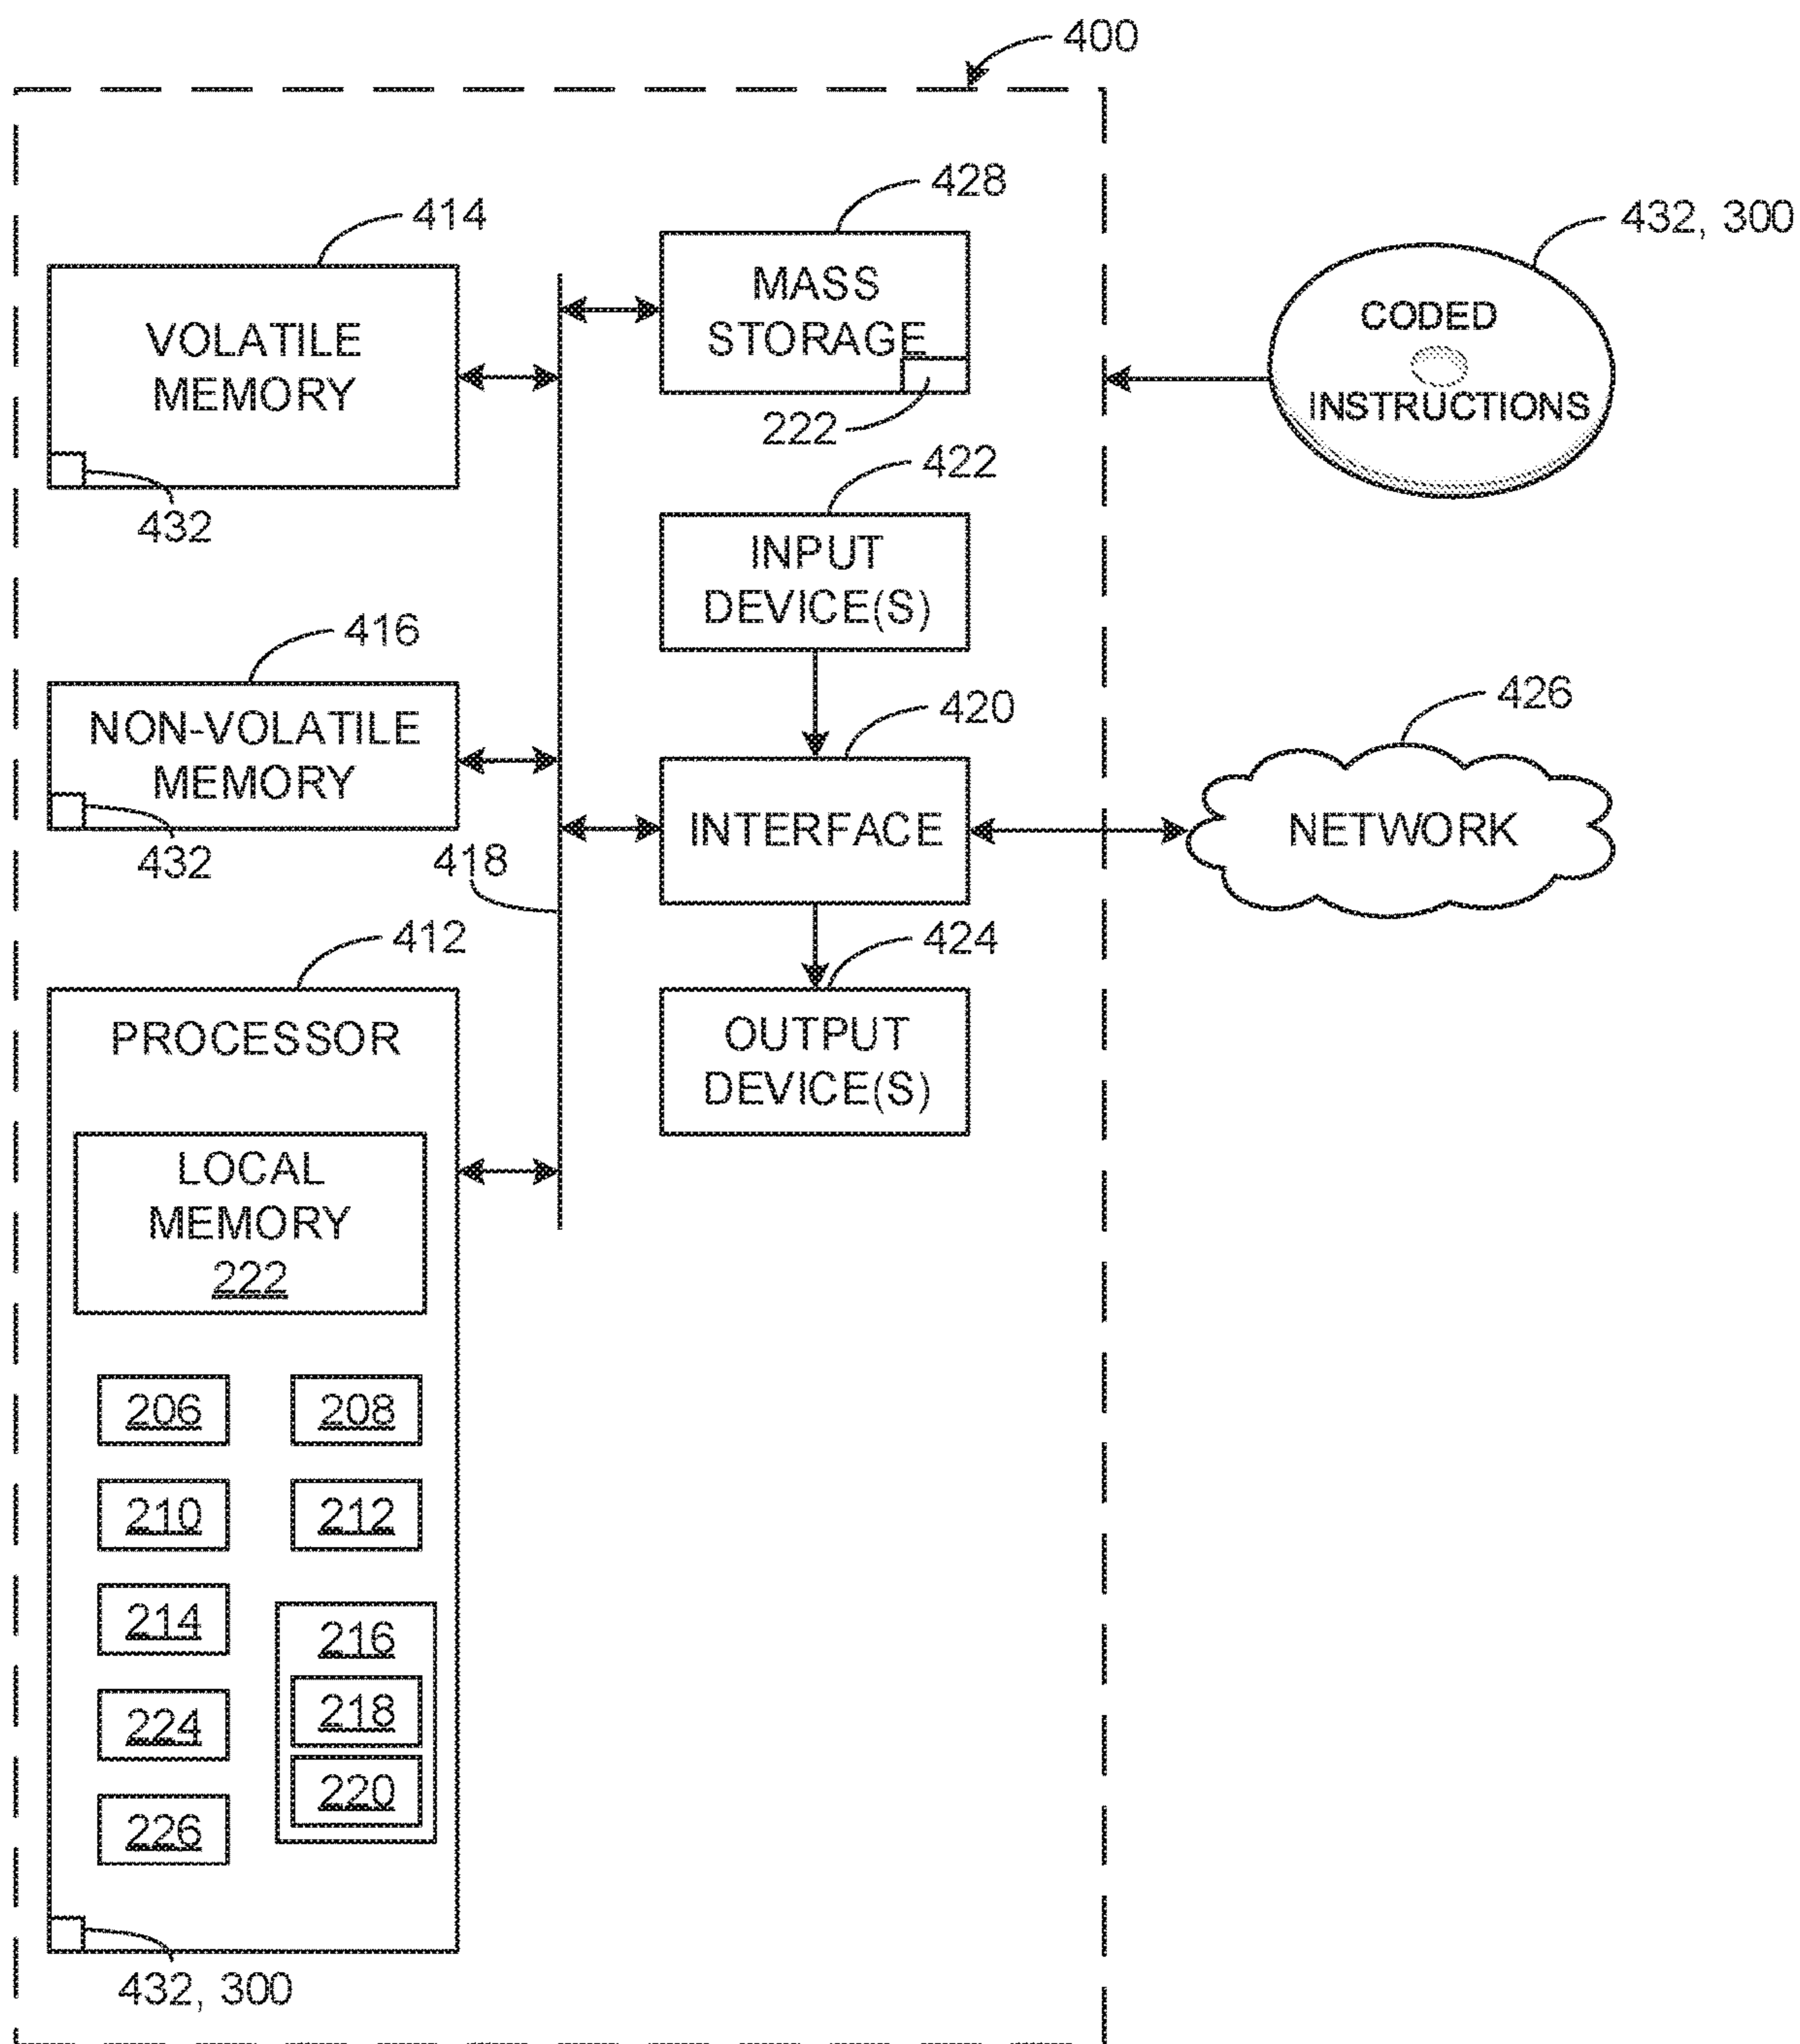 400
414
VOLATILE
MEMORY
432
428
MASS
STORAGE
222
432, 300
CODED
INSTRUCTIONS
422
INPUT
DEVICE(S)
416
NON-VOLATILE
MEMORY
432
418
420
INTERFACE
426
NETWORK
424
OUTPUT
DEVICE(S)
412
PROCESSOR
LOCAL
MEMORY
222
206
208
210
212
214
216
218
224
220
226
432, 300